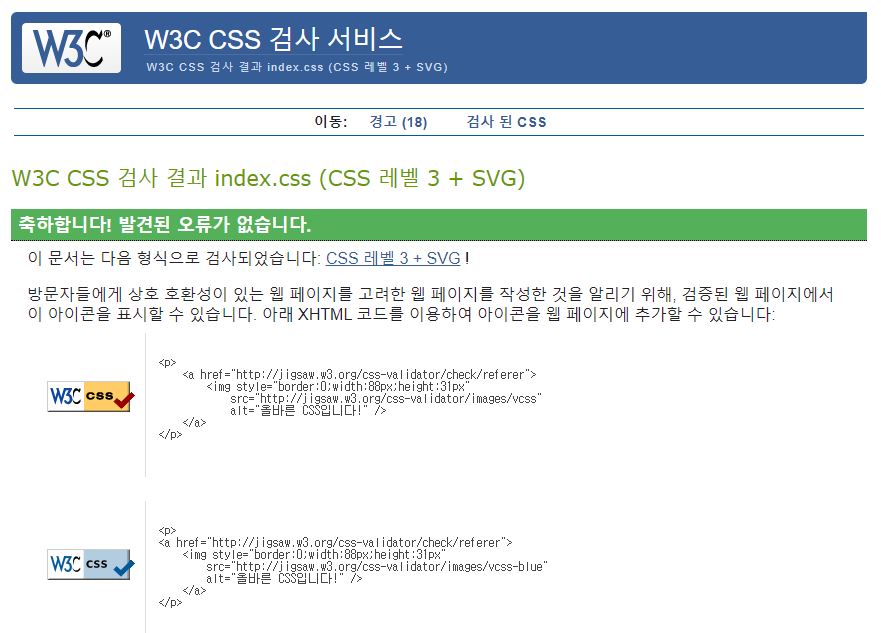 W3C®
W3C CSS 검사 서비스
W3C CSS 검사 결과 index.css (CSS 레벨 3 + SVG)
이동: 경고 (18) 검사 된 CSS
W3C CSS 검사 결과 index.css (CSS 레벨 3 + SVG)
축하합니다! 발견된 오류가 없습니다.
이 문서는 다음 형식으로 검사되었습니다: CSS 레벨 3 + SVG !
방문자들에게 상호 호환성이 있는 웹 페이지를 고려한 웹 페이지를 작성한 것을 알리기 위해, 검증된 웹 페이지에서
이 아이콘을 표시할 수 있습니다. 아래 XHTML 코드를 이용하여 아이콘을 웹 페이지에 추가할 수 있습니다:
W3C css
<p>
<a href="http://jigsaw.w3.org/css-validator/check/referer">
<img style="border:0;width:88px;height:31px"
src="http://jigsaw.w3.org/css-validator/images/vcss"
alt="올바른 CSS입니다!" />
</a>
</p>
W3C css
<p>
<a href="http://jigsaw.w3.org/css-validator/check/referer">
<img style="border:0;width:88px;height:31px"
src="http://jigsaw.w3.org/css-validator/images/vcss-blue"
alt="올바른 CSS입니다!" />
</a>
</p>